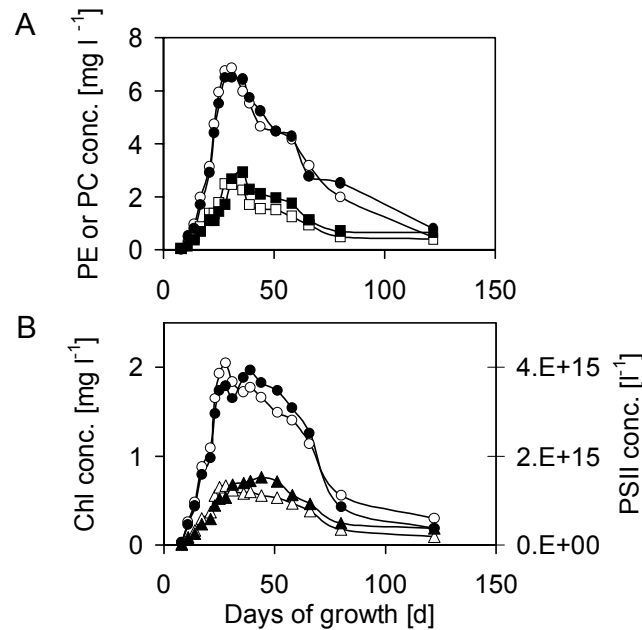 A
PE or PC conc. [mg l⁻¹]
8
6
4
2
0
0 50 100 150
B
Chl conc. [mg l⁻¹]
2
1
0
4.E+15
2.E+15
0.E+00
PSII conc. [l⁻¹]
0 50 100 150
Days of growth [d]